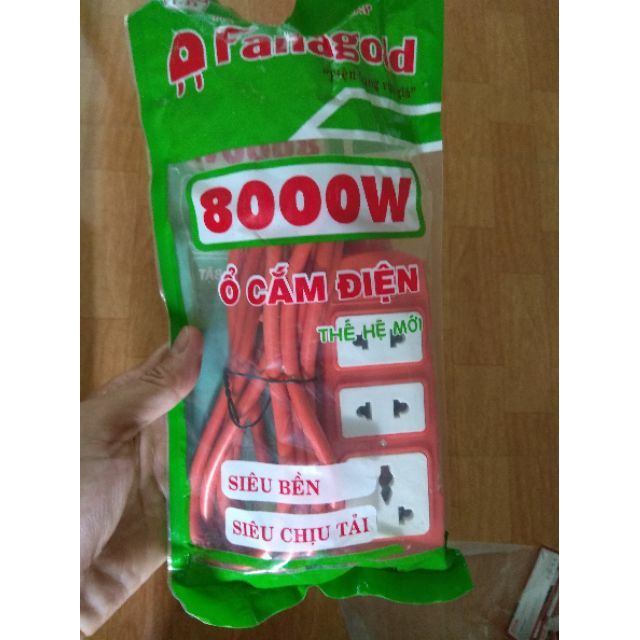 Fanagold
8000W
Ổ CẮM ĐIỆN
THẾ HỆ MỚI
SIÊU BỀN
SIÊU CHỊU TẢI